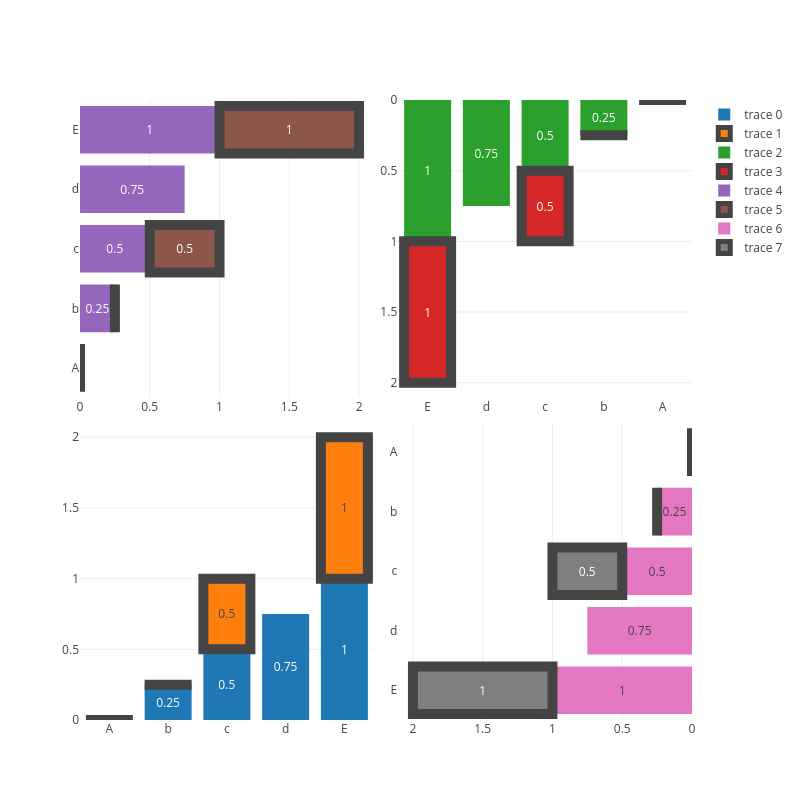 E 1 1
d 0.75
c 0.5 0.5
b 0.25
A
0 0.5 1 1.5 2
0
0.5
1
1.5
2
1 0.75 0.5 0.25
0.5
1
E d c b A
trace 0
trace 1
trace 2
trace 3
trace 4
trace 5
trace 6
trace 7
2
1.5
1
0.5
0
1
0.5
0.25 0.5 0.75 1
A b c d E
A
b 0.25
c 0.5 0.5
d 0.75
E 1 1
2 1.5 1 0.5 0